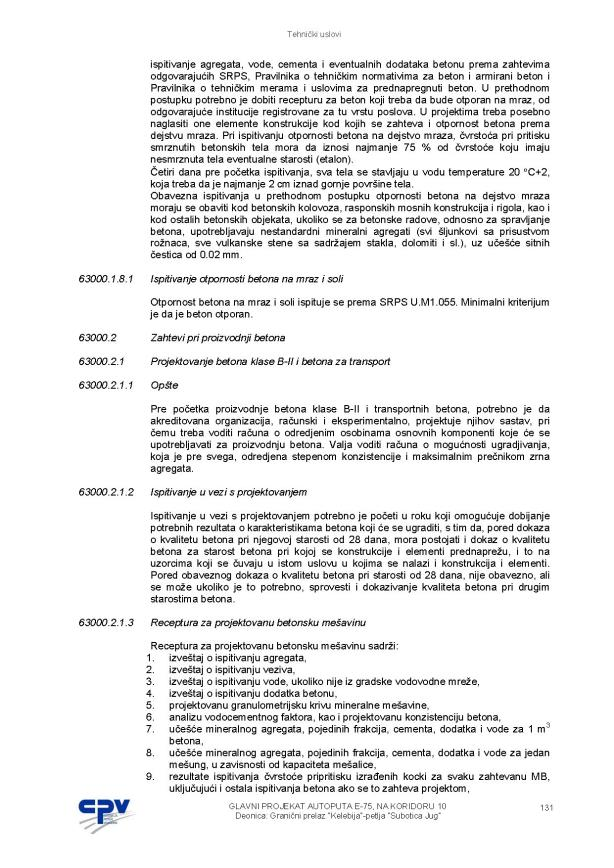 Tehnički uslovi
ispitivanje agregata, vode, cementa i eventualnih dodataka betonu prema zahtevima
odgovarajućih SRPS, Pravilnika o tehničkim normativima za beton i armirani beton i
Pravilnika o tehničkim merama i uslovima za prednapregnuti beton. U prethodnom
postupku potrebno je dobiti recepturu za beton koji treba da bude otporan na mraz, od
odgovarajuće institucije registrovane za tu vrstu poslova. U projektima treba posebno
naglasiti one elemente konstrukcije kod kojih se zahteva i otpornost betona prema
dejstvu mraza. Pri ispitivanju otpornosti betona na dejstvo mraza, čvrstoća pri pritisku
smrznutih betonskih tela mora da iznosi najmanje 75 % od čvrstoće koju imaju
nesmrznuta tela eventualne starosti (etalon).
Četiri dana pre početka ispitivanja, sva tela se stavljaju u vodu temperature 20 °C+2,
koja treba da je najmanje 2 cm iznad gornje površine tela.
Obavezna ispitivanja u prethodnom postupku otpornosti betona na dejstvo mraza
moraju se obaviti kod betonskih kolovoza, rasponskih mosnih konstrukcija i rigola, kao i
kod ostalih betonskih objekata, ukoliko se za betonske radove, odnosno za spravljanje
betona, upotrebljavaju nestandardni mineralni agregati (svi šljunkovi sa prisustvom
rožnaca, sve vulkanske stene sa sadržajem stakla, dolomiti i sl.), uz učešće sitnih
čestica od 0.02 mm.
63000.1.8.1 Ispitivanje otpornosti betona na mraz i soli
Otpornost betona na mraz i soli ispituje se prema SRPS U.M1.055. Minimalni kriterijum
je da je beton otporan.
63000.2 Zahtevi pri proizvodnji betona
63000.2.1 Projektovanje betona klase B-II i betona za transport
63000.2.1.1 Opšte
Pre početka proizvodnje betona klase B-II i transportnih betona, potrebno je da
akreditovana organizacija, računski i eksperimentalno, projektuje njihov sastav, pri
čemu treba voditi računa o odredjenim osobinama osnovnih komponenti koje će se
upotrebljavati za proizvodnju betona. Valja voditi računa o mogućnosti ugradjivanja,
koja je pre svega, odredjena stepenom konzistencije i maksimalnim prečnikom zrna
agregata.
63000.2.1.2 Ispitivanje u vezi s projektovanjem
Ispitivanje u vezi s projektovanjem potrebno je početi u roku koji omogućuje dobijanje
potrebnih rezultata o karakteristikama betona koji će se ugraditi, s tim da, pored dokaza
o kvalitetu betona pri njegovoj starosti od 28 dana, mora postojati i dokaz o kvalitetu
betona za starost betona pri kojoj se konstrukcije i elementi prednaprežu, i to na
uzorcima koji se čuvaju u istom uslovu u kojima se nalazi i konstrukcija i elementi.
Pored obaveznog dokaza o kvalitetu betona pri starosti od 28 dana, nije obavezno, ali
se može ukoliko je to potrebno, sprovesti i dokazivanje kvaliteta betona pri drugim
starostima betona.
63000.2.1.3 Receptura za projektovanu betonsku mešavinu
Receptura za projektovanu betonsku mešavinu sadrži:
1. izveštaj o ispitivanju agregata,
2. izveštaj o ispitivanju veziva,
3. izveštaj o ispitivanju vode, ukoliko nije iz gradske vodovodne mreže,
4. izveštaj o ispitivanju dodatka betonu,
5. projektovanu granulometrijsku krivu mineralne mešavine,
6. analizu vodocementnog faktora, kao i projektovanu konzistenciju betona,
7. učešće mineralnog agregata, pojedinih frakcija, cementa, dodatka i vode za 1 m³
betona,
8. učešće mineralnog agregata, pojedinih frakcija, cementa, dodatka i vode za jedan
mešung, u zavisnosti od kapaciteta mešalice,
9. rezultate ispitivanja čvrstoće pripritisku izrađenih kocki za svaku zahtevanu MB,
uključujući i ostala ispitivanja betona ako se to zahteva projektom,
CPV
GLAVNI PROJEKAT AUTOPUTA E-75, NA KORIDORU 10
Deonica: Granični prelaz "Kelebija"-petlja "Subotica Jug"
131